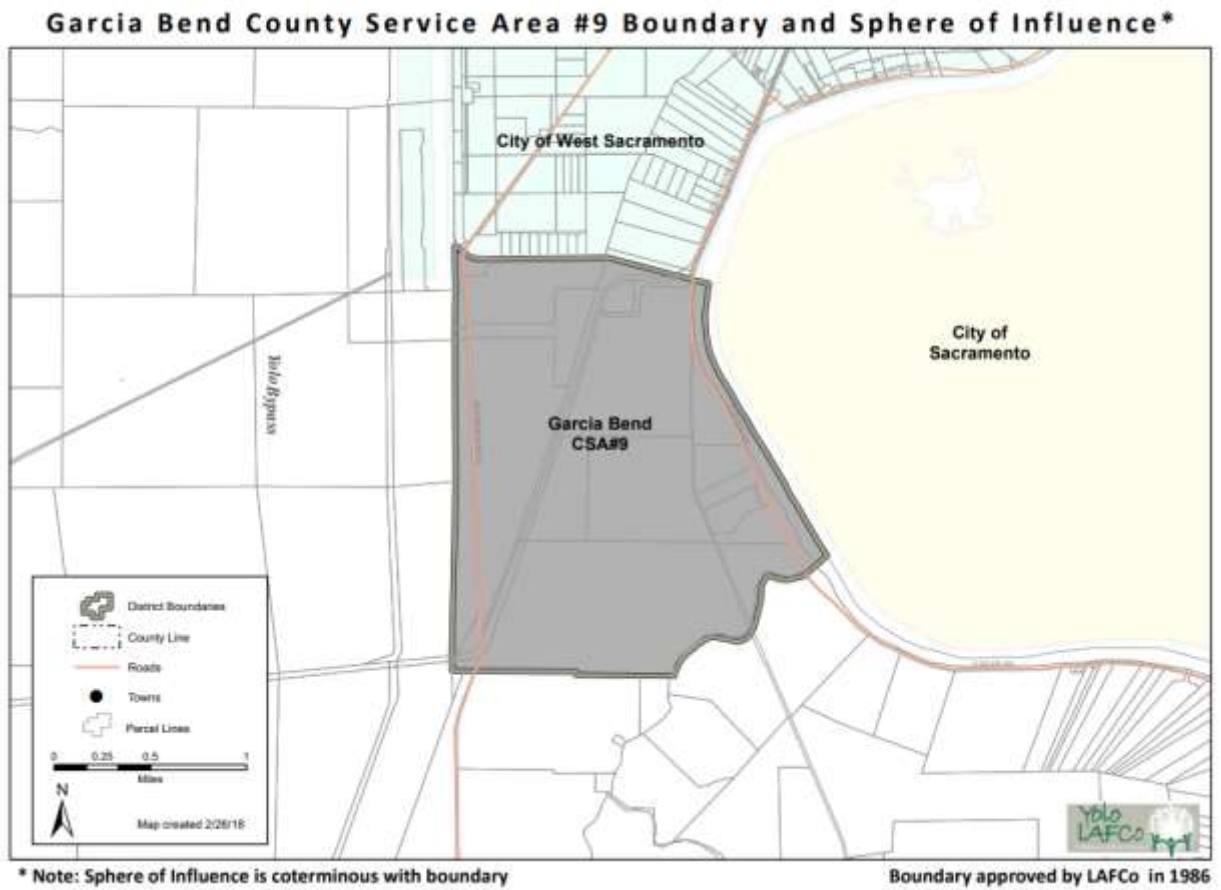 Garcia Bend County Service Area #9 Boundary and Sphere of Influence*
City of West Sacramento
City of
Sacramento
Yolo Bypass
Garcia Bend
CSA#9
District Boundaries
County Line
Roads
Towns
Parcel Lines
0 0.25 0.5 1
Miles
N
Map created 2/26/18
Yolo
LAFCo
* Note: Sphere of Influence is coterminous with boundary
Boundary approved by LAFCo in 1986